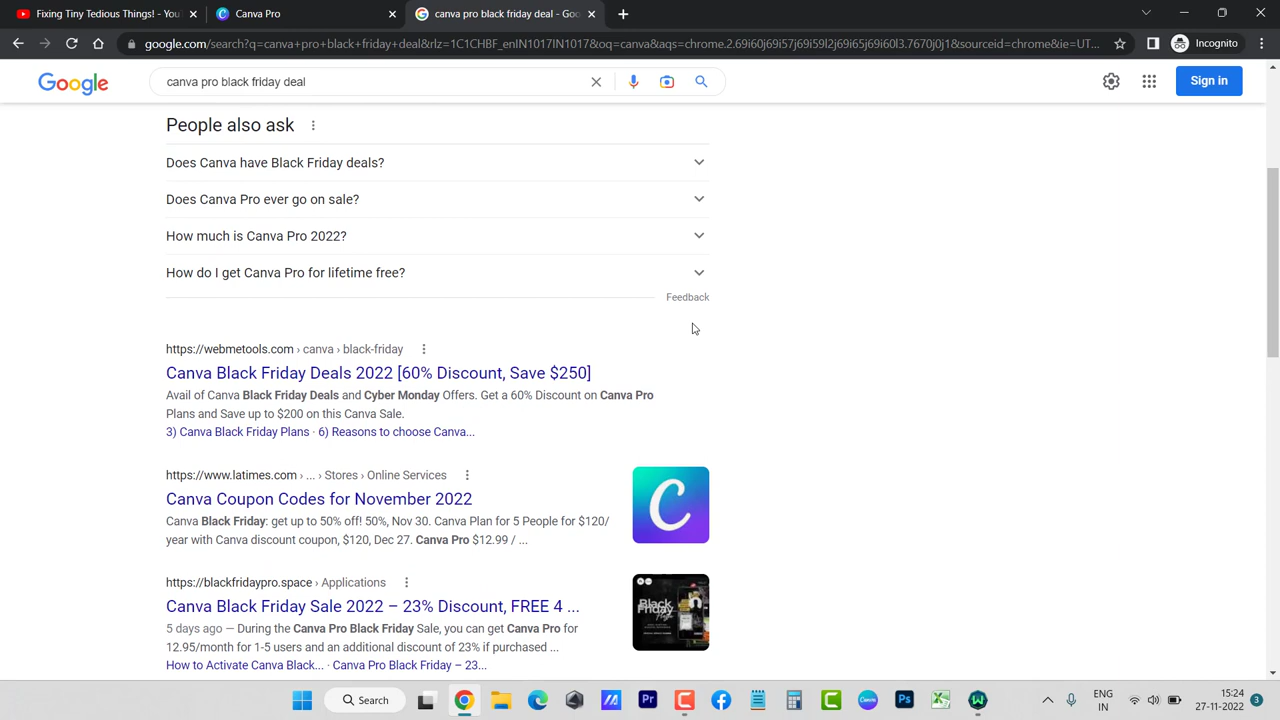 Fixing Tiny Tedious Things! - You
Canva Pro
canva pro black friday deal - Goo
google.com/search?q=canva+pro+black+friday+deal&rlz=1C1CHBF_enIN1017IN1017&oq=canva&aqs=chrome.2.69i60j69i57j69i59l2j69i65j69i60l3.7670j0j1&sourceid=chrome&ie=UT...
Incognito
Google
canva pro black friday deal
Sign in
People also ask
Does Canva have Black Friday deals?
Does Canva Pro ever go on sale?
How much is Canva Pro 2022?
How do I get Canva Pro for lifetime free?
Feedback
https://webmetools.com › canva › black-friday
Canva Black Friday Deals 2022 [60% Discount, Save $250]
Avail of Canva Black Friday Deals and Cyber Monday Offers. Get a 60% Discount on Canva Pro
Plans and Save up to $200 on this Canva Sale.
3) Canva Black Friday Plans · 6) Reasons to choose Canva...
https://www.latimes.com › ... › Stores › Online Services
Canva Coupon Codes for November 2022
Canva Black Friday: get up to 50% off! 50%, Nov 30. Canva Plan for 5 People for $120/
year with Canva discount coupon, $120, Dec 27. Canva Pro $12.99 / ...
https://blackfridaypro.space › Applications
Canva Black Friday Sale 2022 – 23% Discount, FREE 4 ...
5 days ago — During the Canva Pro Black Friday Sale, you can get Canva Pro for
12.95/month for 1-5 users and an additional discount of 23% if purchased ...
How to Activate Canva Black... · Canva Pro Black Friday – 23...
Search
ENG
IN
15:24
27-11-2022
3